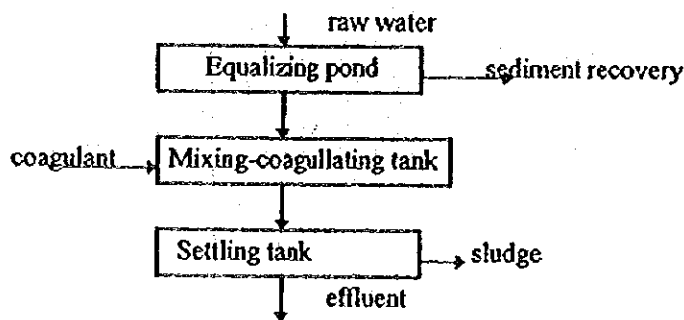 raw water
Equalizing pond
sediment recovery
coagulant
Mixing-coagullating tank
Settling tank
sludge
effluent